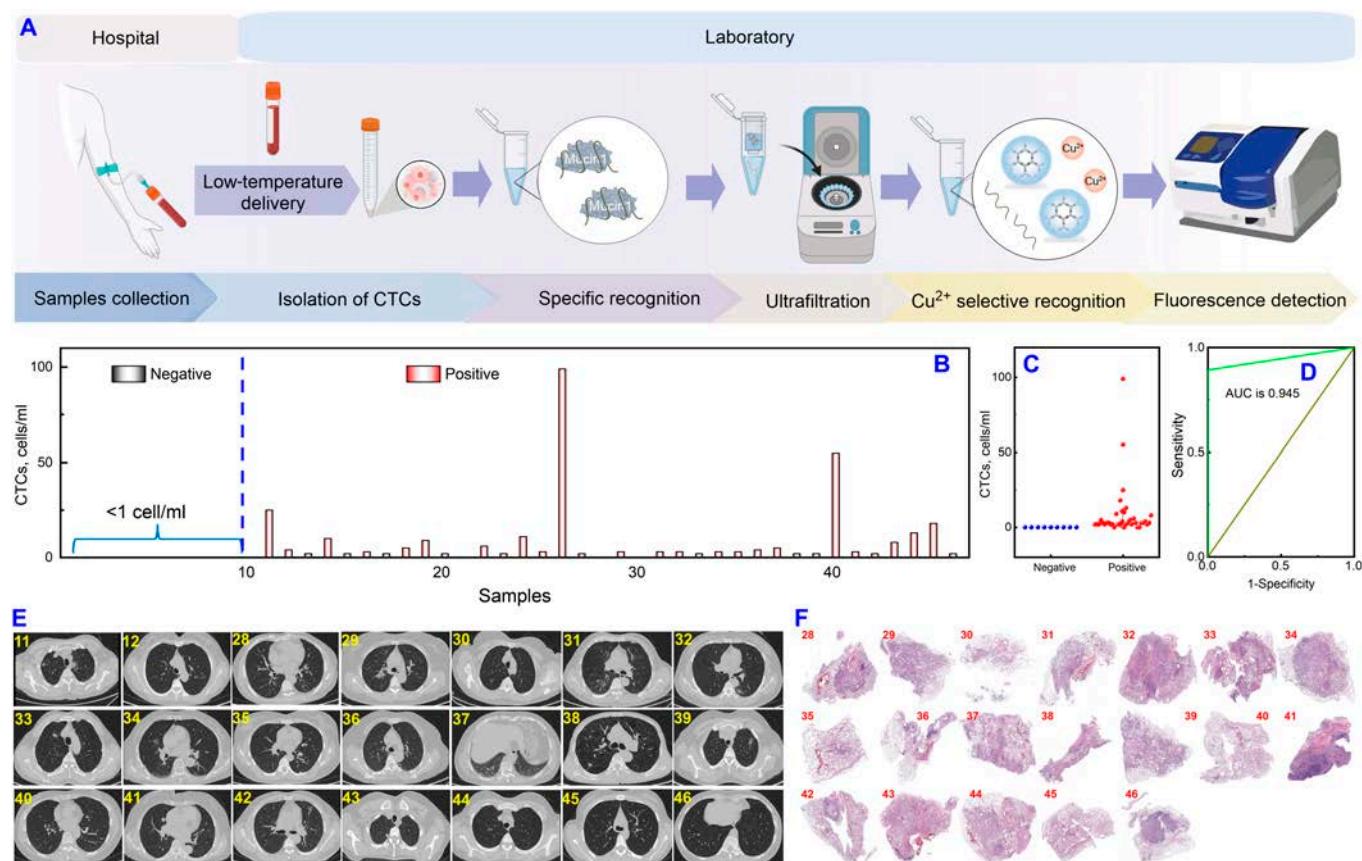 A
Hospital
Laboratory
Low-temperature
delivery
Mucin1
Mucin1
Cu²⁺
Cu²⁺
Samples collection
Isolation of CTCs
Specific recognition
Ultrafiltration
Cu²⁺ selective recognition
Fluorescence detection
B
CTCs, cells/ml
100
50
0
Negative
Positive
<1 cell/ml
10
20
30
40
Samples
C
CTCs, cells/ml
100
50
0
Negative
Positive
D
Sensitivity
1.0
0.5
0.0
AUC is 0.945
0.0
0.5
1.0
1-Specificity
E
11 12 28 29 30 31 32
33 34 35 36 37 38 39
40 41 42 43 44 45 46
F
28 29 30 31 32 33 34
35 36 37 38 39 40 41
42 43 44 45 46